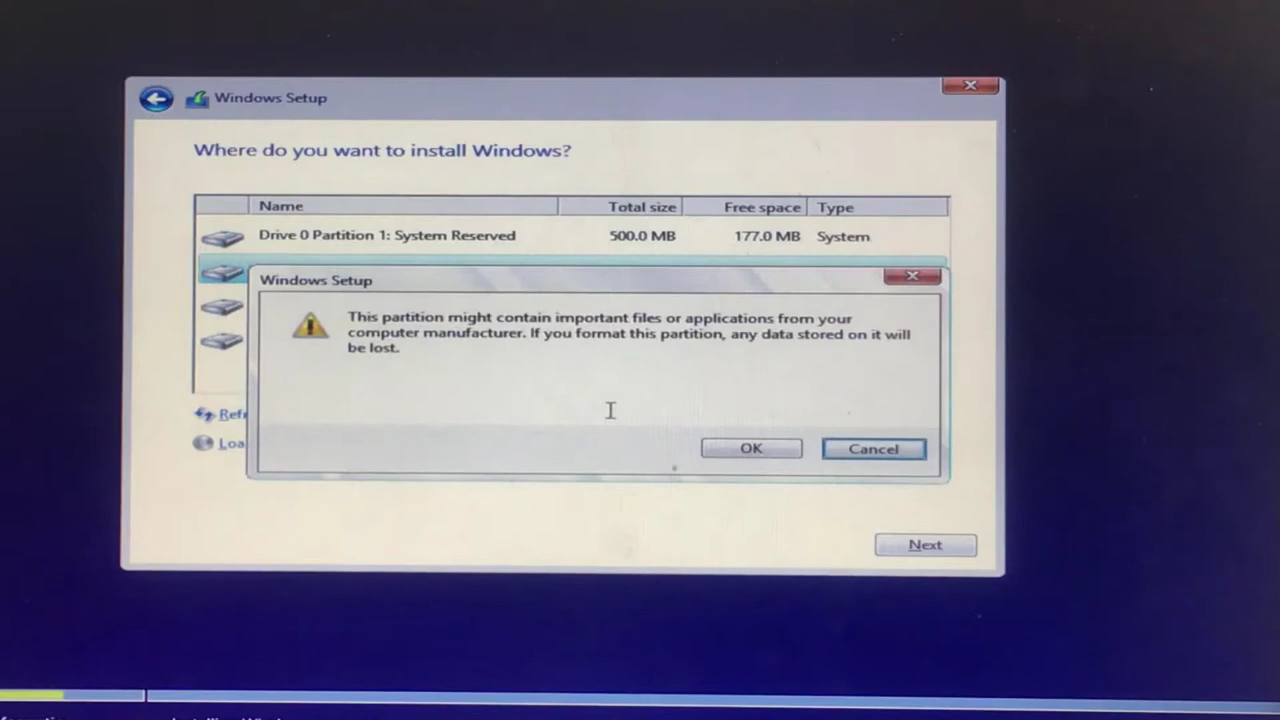 Windows Setup
Where do you want to install Windows?
Name Total size Free space Type
Drive 0 Partition 1: System Reserved 500.0 MB 177.0 MB System
Windows Setup
This partition might contain important files or applications from your
computer manufacturer. If you format this partition, any data stored on it will
be lost.
Refr
Loa
OK Cancel
Next